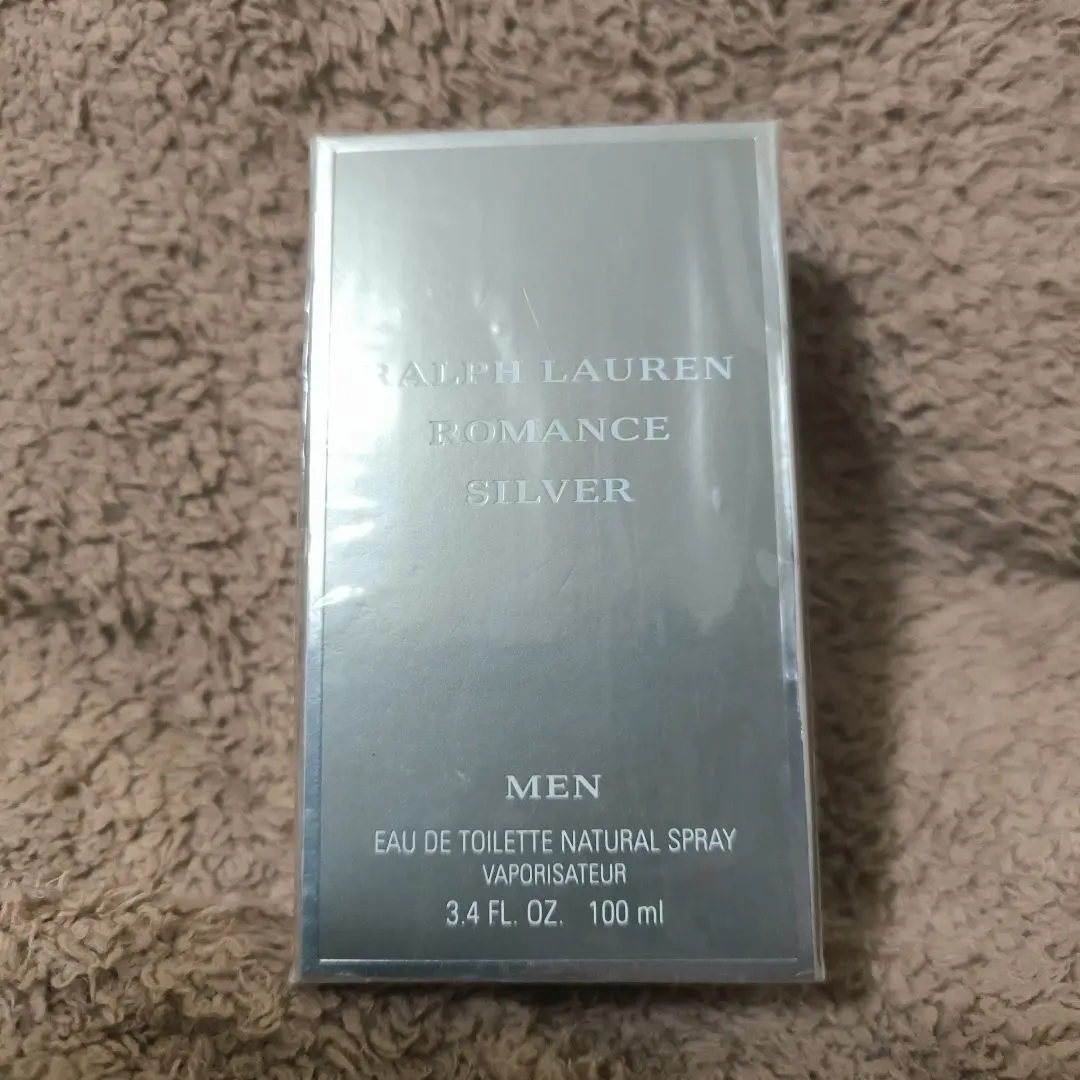 RALPH LAUREN
ROMANCE
SILVER
MEN
EAU DE TOILETTE NATURAL SPRAY
VAPORISATEUR
3.4 FL. OZ. 100 ml